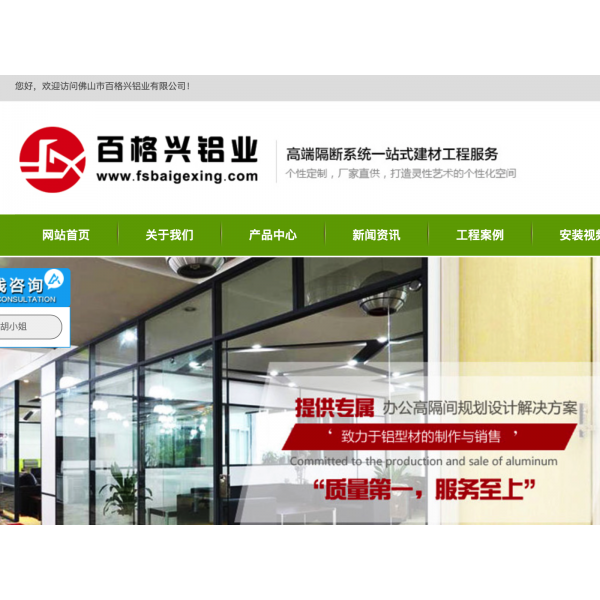 您好，欢迎访问佛山市百格兴铝业有限公司！
百格兴铝业
www.fsbaigexing.com
高端隔断系统一站式建材工程服务
个性定制，厂家直供，打造灵性艺术的个性化空间
网站首页 关于我们 产品中心 新闻资讯 工程案例 安装视频
线咨询
CONSULTATION
胡小姐
提供专属 办公高隔间规划设计解决方案
‘ 致力于铝型材的制作与销售 ’
Committed to the production and sale of aluminum
“质量第一，服务至上”